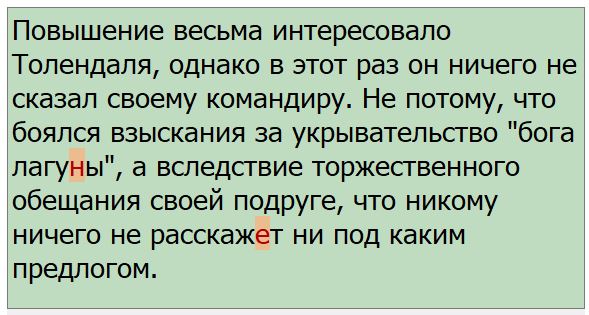 Повышение весьма интересовало
Толендаля, однако в этот раз он ничего не
сказал своему командиру. Не потому, что
боялся взыскания за укрывательство "бога
лагуны", а вследствие торжественного
обещания своей подруге, что никому
ничего не расскажет ни под каким
предлогом.